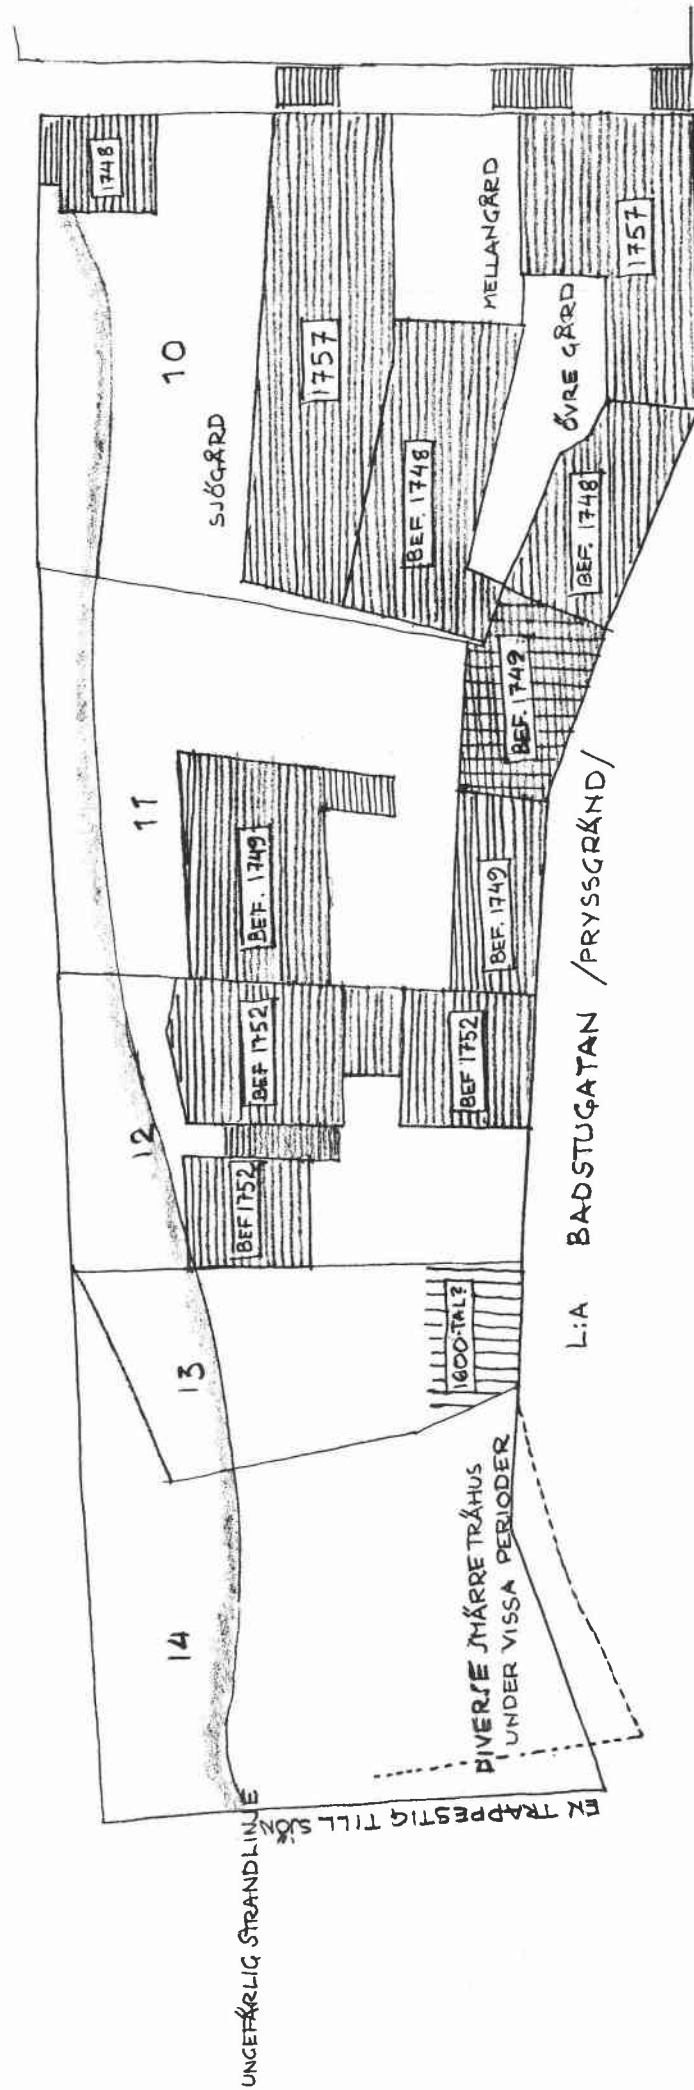 UNGEFÄRLIG STRANDLINJE
EN TRAPPESTIG TILL SJÖN
14
DIVERSE SMÄRRE TRÄHUS
UNDER VISSA PERIODER
13
1600-TAL?
12
BEF 1752
BEF 1752
BEF 1752
11
BEF. 1749
BEF. 1749
BEF. 1749
L:A BADSTUGATAN /PRYSSGRÄND/
10
SJÖGÅRD
1748
1757
BEF. 1748
MELLANGÅRD
ÖVRE GÅRD
BEF. 1748
1757